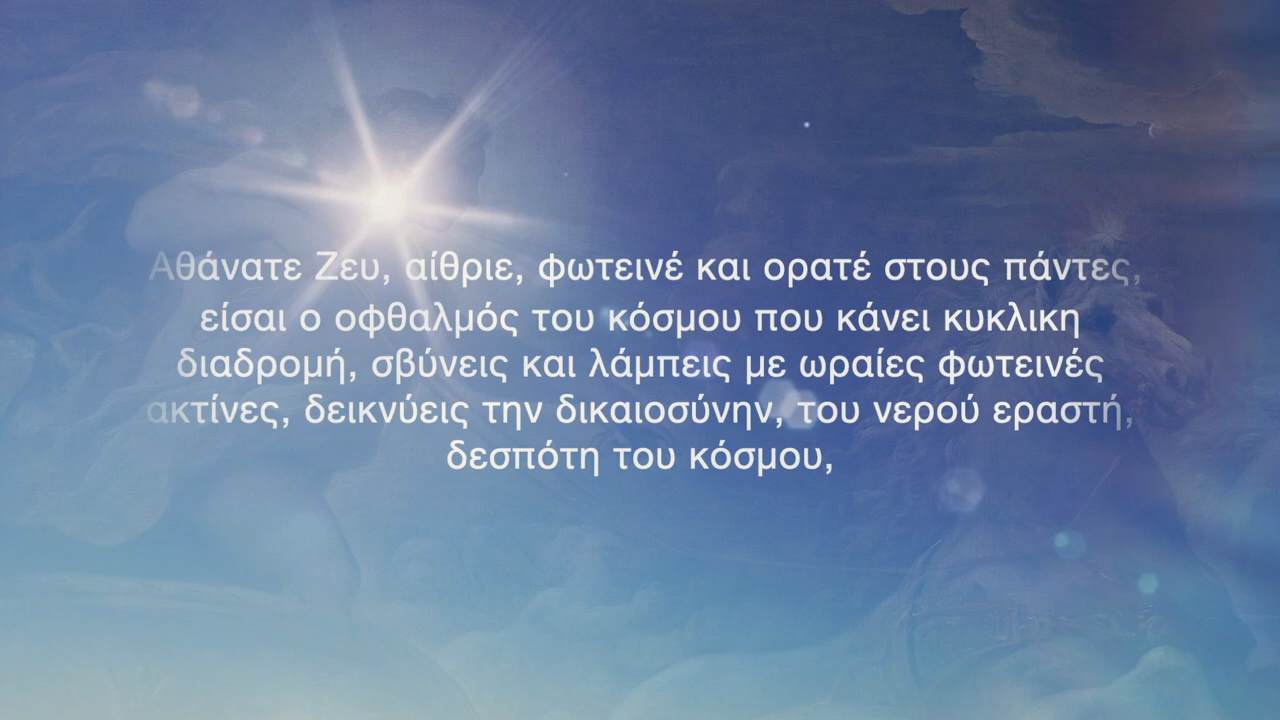 Αθάνατε Ζευ, αίθριε, φωτεινέ και ορατέ στους πάντες,
είσαι ο οφθαλμός του κόσμου που κάνει κυκλικη
διαδρομή, σβύνεις και λάμπεις με ωραίες φωτεινές
ακτίνες, δεικνύεις την δικαιοσύνην, του νερού εραστή,
δεσπότη του κόσμου,